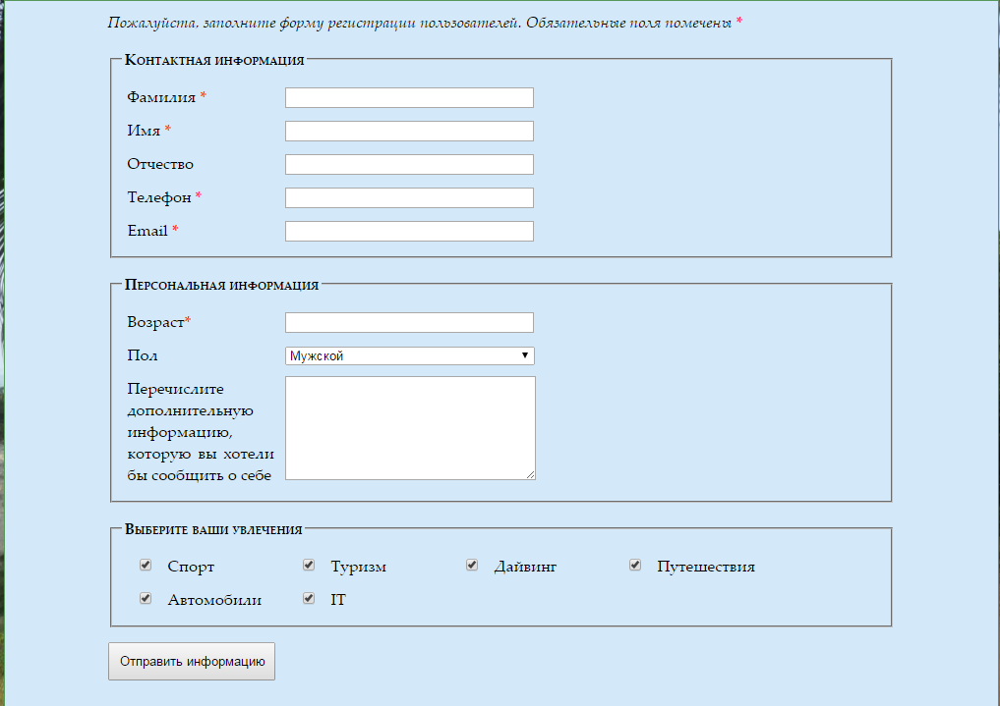 Пожалуйста, заполните форму регистрации пользователей. Обязательные поля помечены *
Контактная информация
Фамилия *
Имя *
Отчество
Телефон *
Email *
Персональная информация
Возраст*
Пол Мужской
Перечислите
дополнительную
информацию,
которую вы хотели
бы сообщить о себе
Выберите ваши увлечения
Спорт Туризм Дайвинг Путешествия
Автомобили IT
Отправить информацию